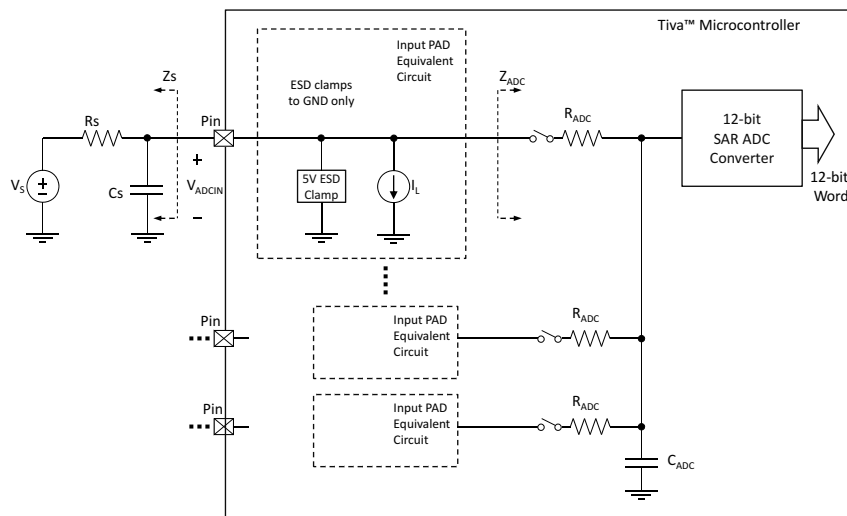 Tiva™ Microcontroller
Input PAD
Equivalent
Circuit
ESD clamps
to GND only
Zs
Z_ADC
Rs
Pin
R_ADC
12-bit
SAR ADC
Converter
V_S
+
−
Cs
+
V_ADCIN
−
5V ESD
Clamp
I_L
12-bit
Word
Pin
Input PAD
Equivalent
Circuit
R_ADC
Pin
Input PAD
Equivalent
Circuit
R_ADC
C_ADC